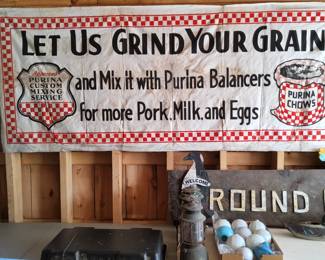 LET US GRIND YOUR GRAIN
PURINA
CUSTOM
MIXING
SERVICE
and Mix it with Purina Balancers
for more Pork, Milk, and Eggs
PURINA
CHOWS
WELCOME
ROUND